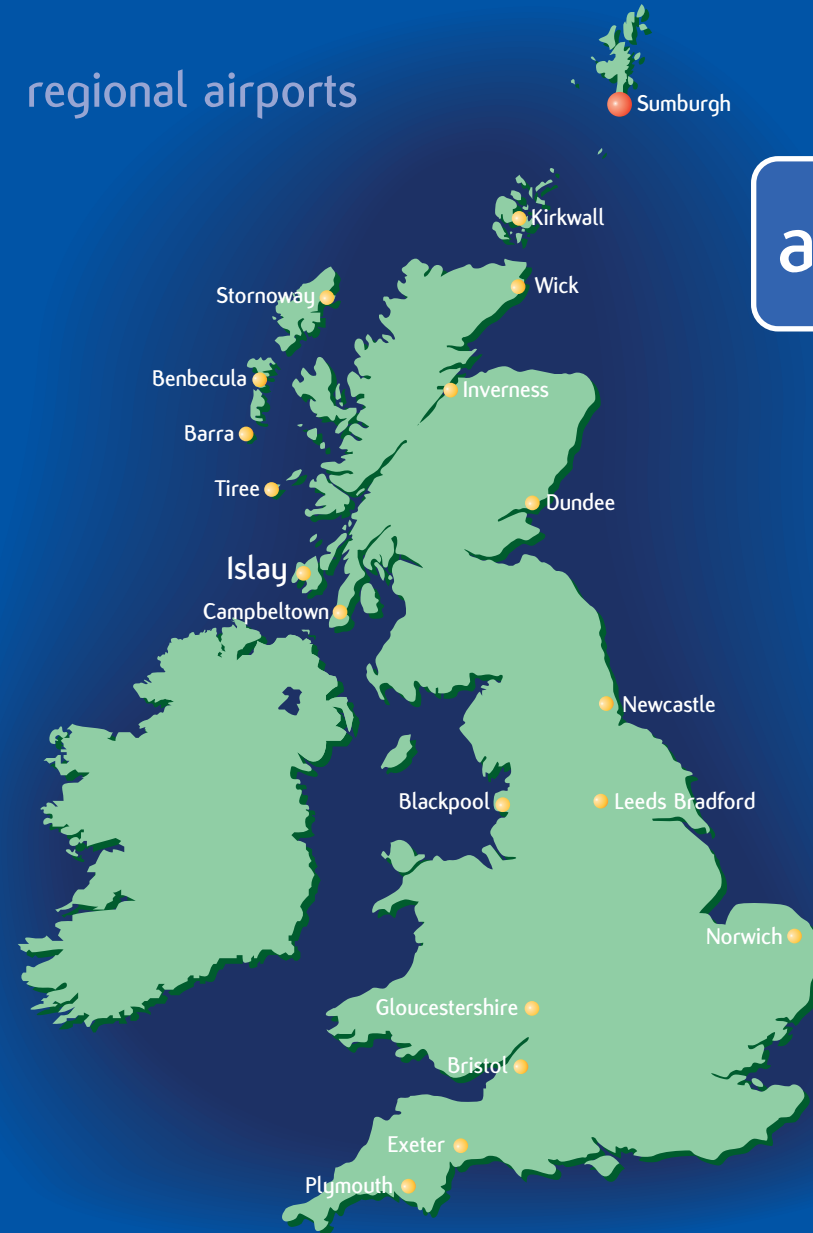 regional airports
Sumburgh
a
Kirkwall
Wick
Stornoway
Benbecula
Inverness
Barra
Tiree
Dundee
Islay
Campbeltown
Newcastle
Blackpool
Leeds Bradford
Norwich
Gloucestershire
Bristol
Exeter
Plymouth